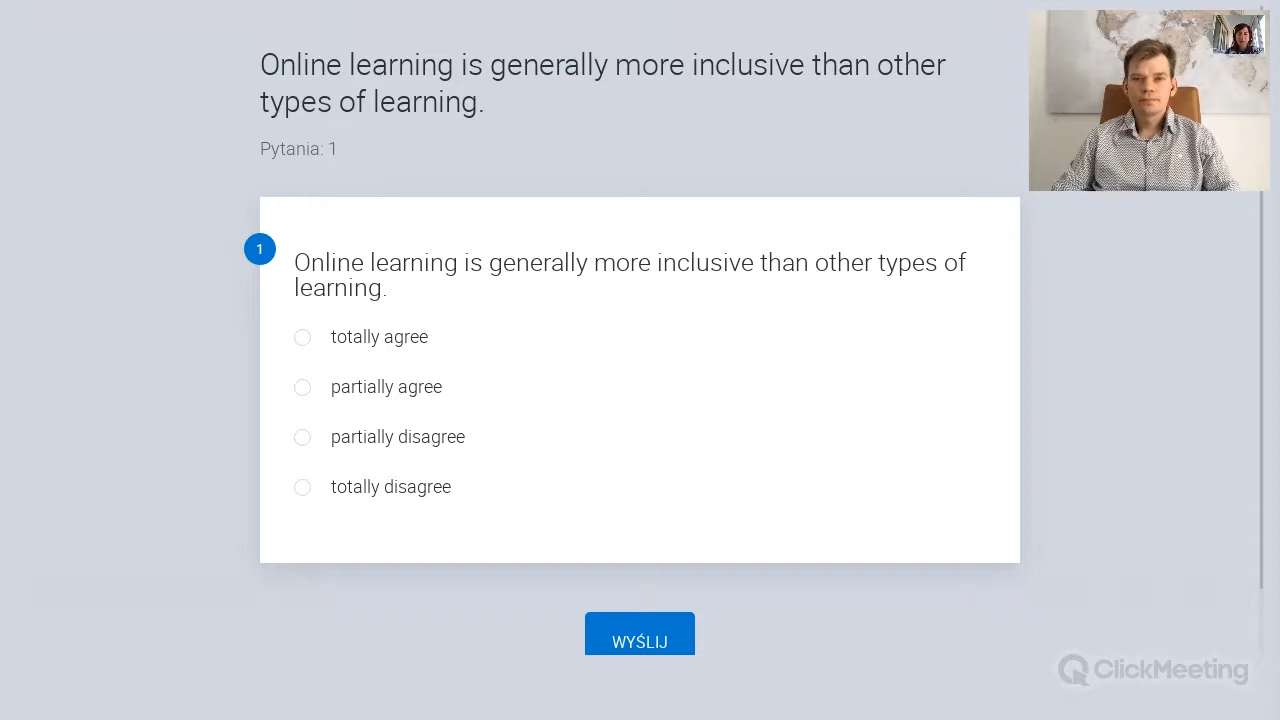 Online learning is generally more inclusive than other
types of learning.
Pytania: 1
1
Online learning is generally more inclusive than other types of
learning.
totally agree
partially agree
partially disagree
totally disagree
WYŚLIJ
ClickMeeting